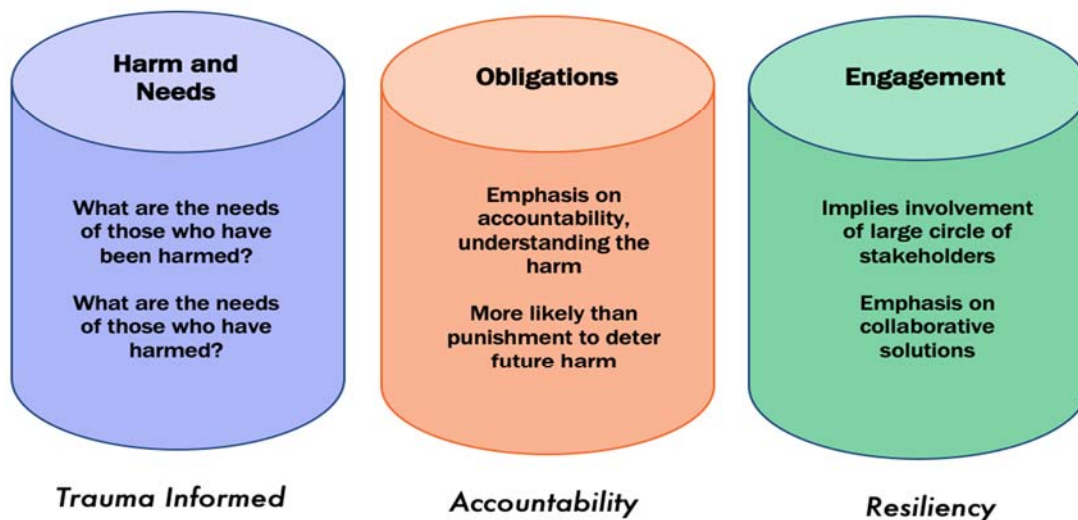 Harm and
Needs
What are the needs
of those who have
been harmed?
What are the needs
of those who have
harmed?
Trauma Informed
Obligations
Emphasis on
accountability,
understanding the
harm
More likely than
punishment to deter
future harm
Accountability
Engagement
Implies involvement
of large circle of
stakeholders
Emphasis on
collaborative
solutions
Resiliency